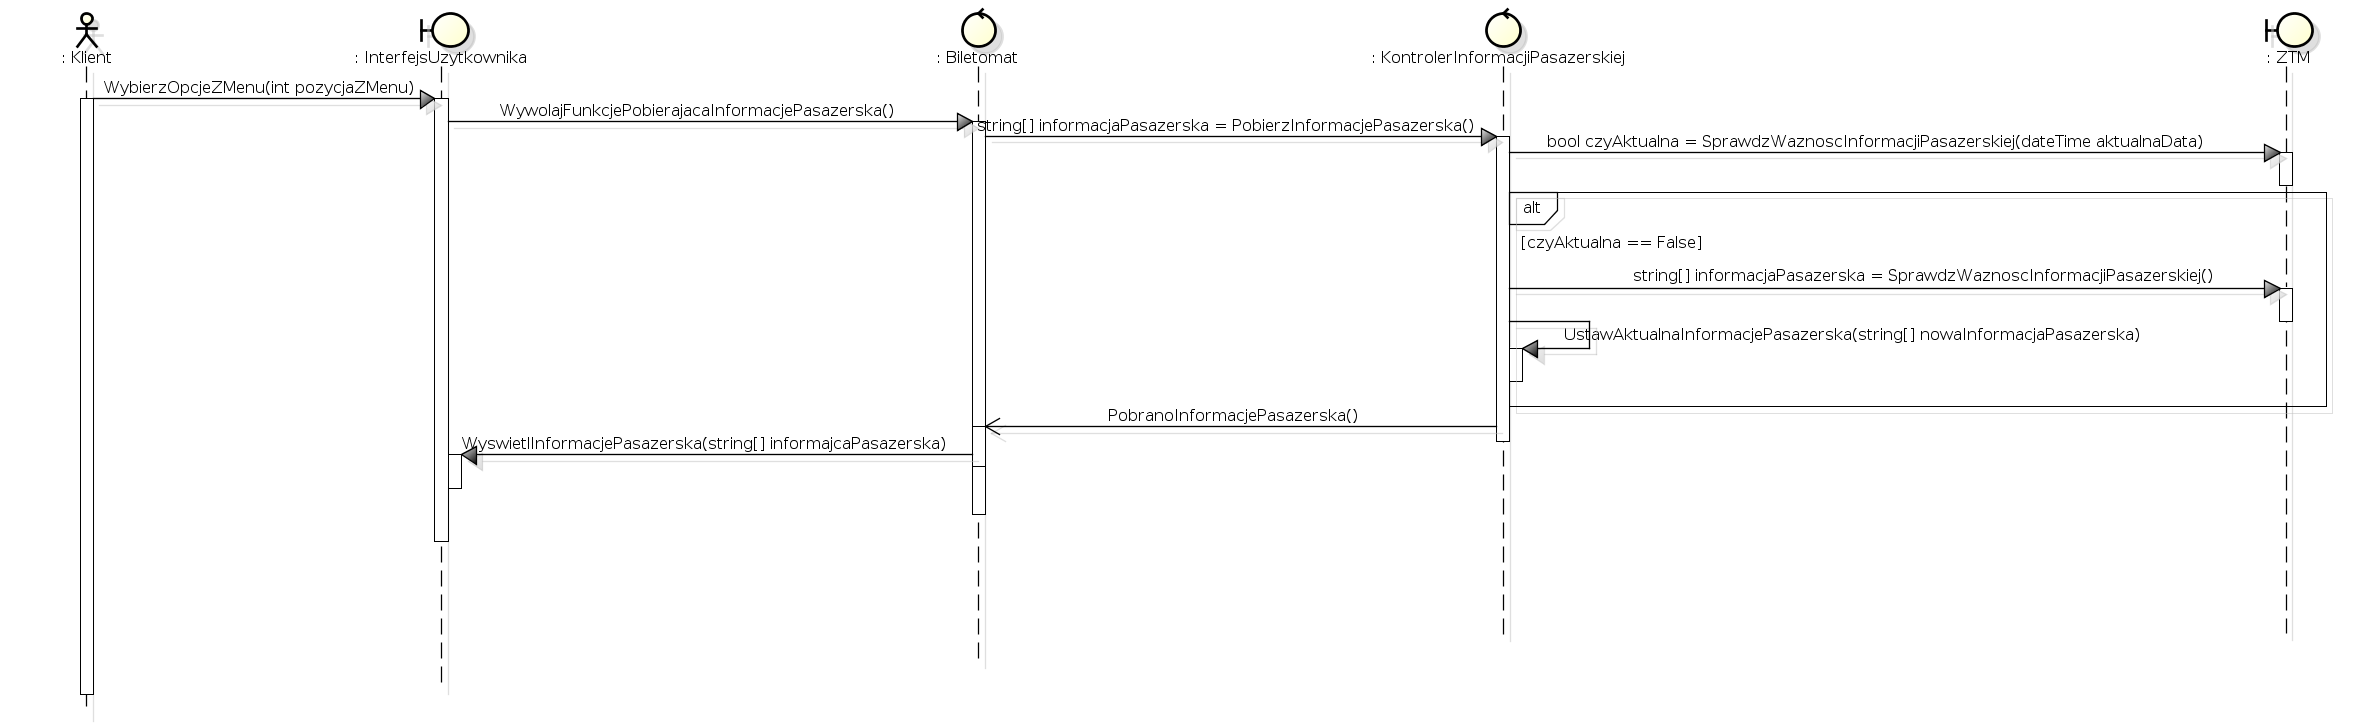 : Klient
: InterfejsUzytkownika
: Biletomat
: KontrolerInformacjiPasazerskiej
: ZTM
WybierzOpcjeZMenu(int pozycjaZMenu)
WywolajFunkcjePobierajacaInformacjePasazerska()
string[] informacjaPasazerska = PobierzInformacjePasazerska()
bool czyAktualna = SprawdzWaznoscInformacjiPasazerskiej(dateTime aktualnaData)
alt
[czyAktualna == False]
string[] informacjaPasazerska = SprawdzWaznoscInformacjiPasazerskiej()
UstawAktualnaInformacjePasazerska(string[] nowaInformacjaPasazerska)
PobranoInformacjePasazerska()
WyswietlInformacjePasazerska(string[] informajcaPasazerska)